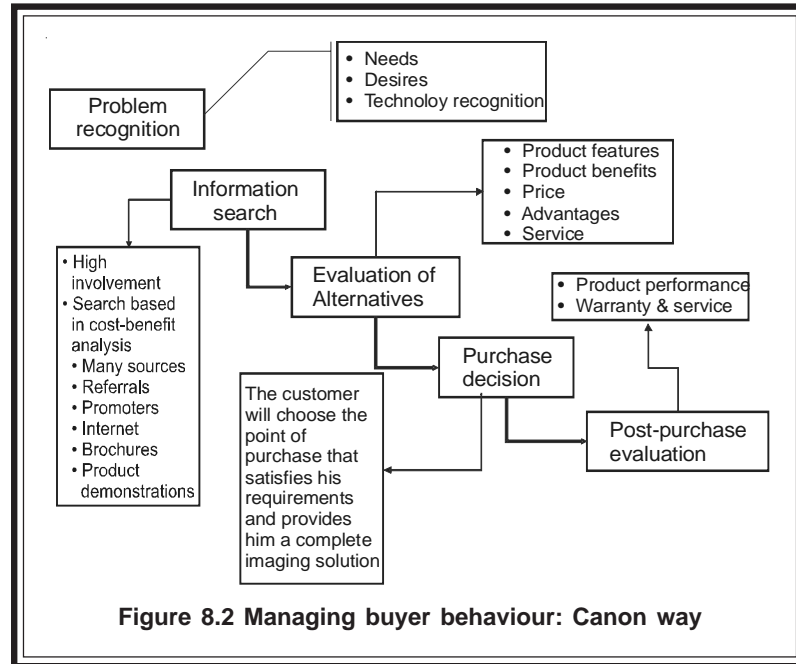 • Needs
• Desires
• Technoloy recognition
Problem
recognition
• Product features
• Product benefits
• Price
• Advantages
• Service
Information
search
• High
involvement
• Search based
in cost-benefit
analysis
• Many sources
• Referrals
• Promoters
• Internet
• Brochures
• Product
demonstrations
Evaluation of
Alternatives
• Product performance
• Warranty & service
Purchase
decision
The customer
will choose the
point of
purchase that
satisfies his
requirements
and provides
him a complete
imaging solution
Post-purchase
evaluation
Figure 8.2 Managing buyer behaviour: Canon way